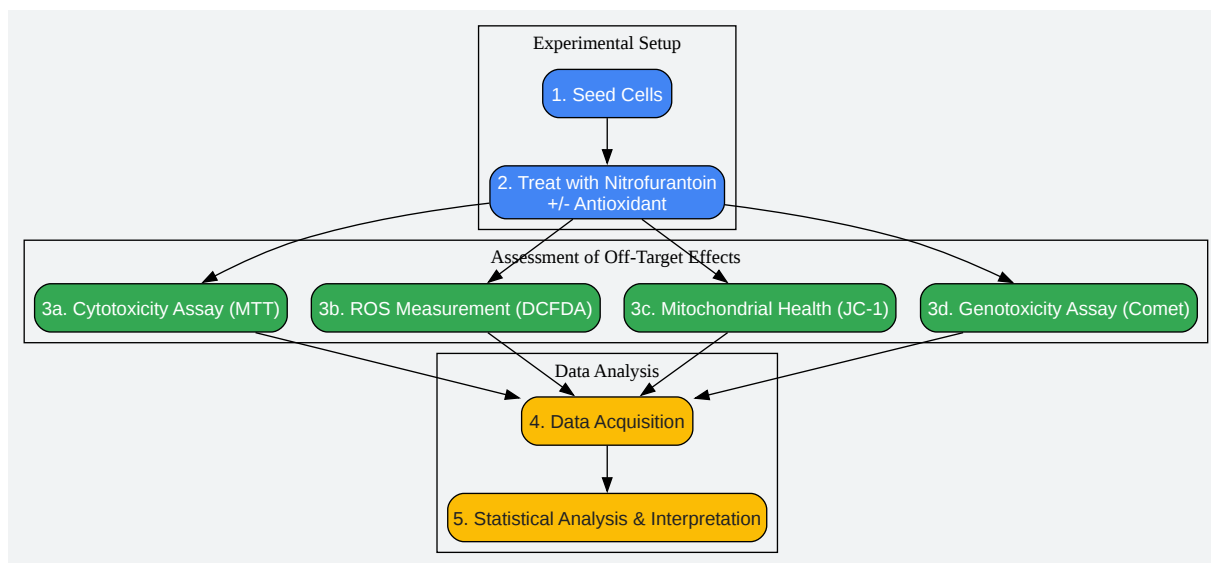 Experimental Setup
1. Seed Cells
2. Treat with Nitrofurantoin
+/- Antioxidant
Assessment of Off-Target Effects
3a. Cytotoxicity Assay (MTT)
3b. ROS Measurement (DCFDA)
3c. Mitochondrial Health (JC-1)
3d. Genotoxicity Assay (Comet)
Data Analysis
4. Data Acquisition
5. Statistical Analysis & Interpretation